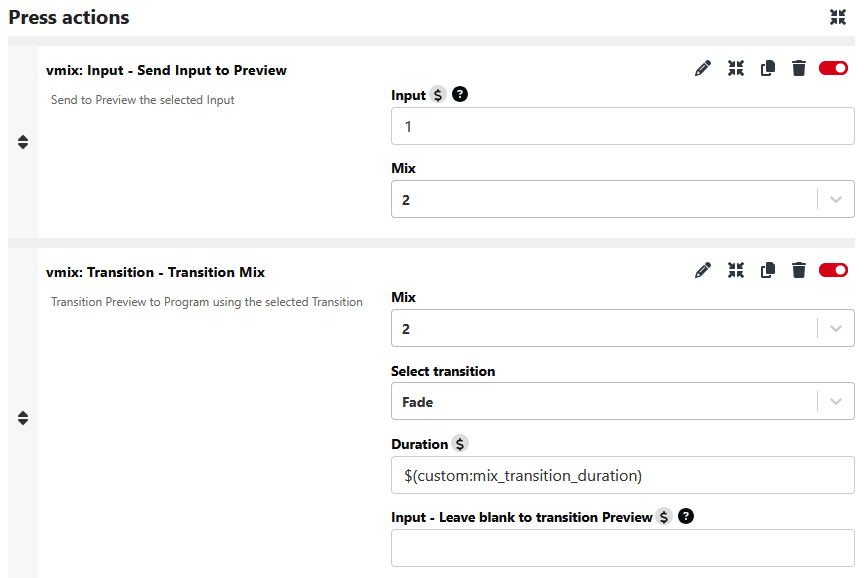 Press actions
vmix: Input - Send Input to Preview
Send to Preview the selected Input
Input $ ?
1
Mix
2
vmix: Transition - Transition Mix
Transition Preview to Program using the selected Transition
Mix
2
Select transition
Fade
Duration $
$(custom:mix_transition_duration)
Input - Leave blank to transition Preview $ ?